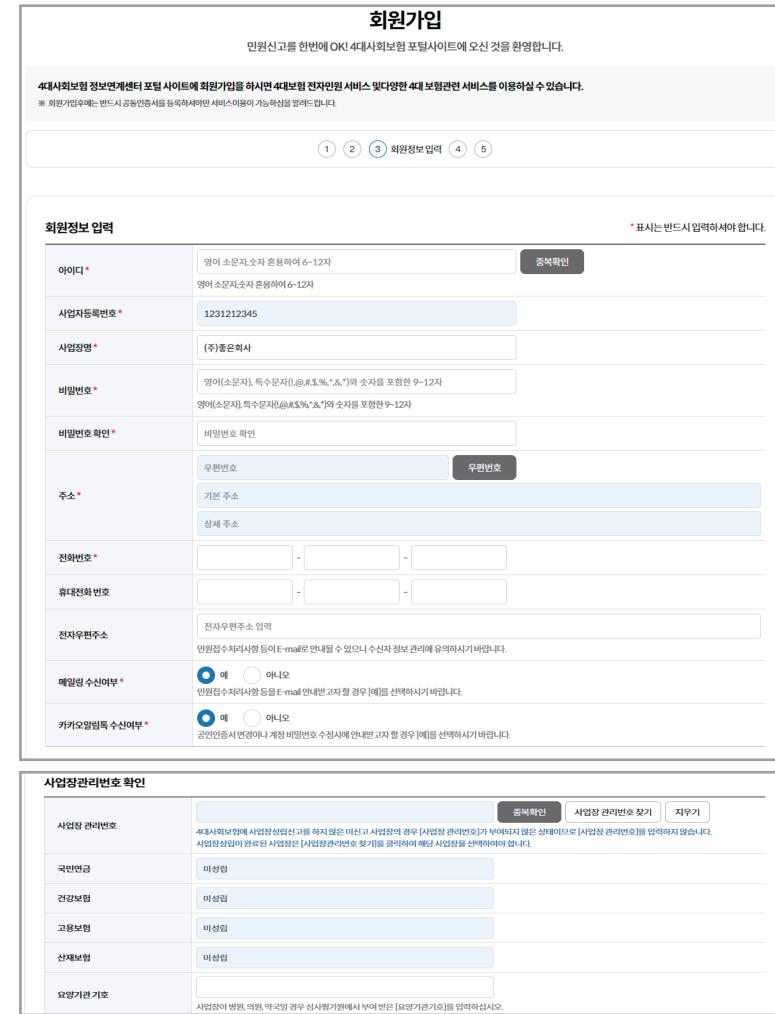 회원가입
민원신고를 한번에 OK! 4대사회보험 포털사이트에 오신 것을 환영합니다.
4대사회보험 정보연계센터 포털 사이트에 회원가입을 하시면 4대보험 전자민원 서비스 및다양한 4대 보험관련 서비스를 이용하실 수 있습니다.
※ 회원가입후에는 반드시 공동인증서를 등록하셔야만 서비스이용이 가능하심을 알려드립니다.
1 2 3 회원정보 입력 4 5
회원정보 입력
* 표시는 반드시 입력하셔야 합니다.
아이디 *
영어 소문자,숫자 혼용하여 6~12자
중복확인
영어 소문자,숫자 혼용하여 6~12자
사업자등록번호 *
1231212345
사업장명 *
(주)좋은회사
비밀번호 *
영어(소문자), 특수문자(!,@,#,$,%,^,&,*)와 숫자를 포함한 9~12자
영어(소문자), 특수문자(!,@,#,$,%,^,&,*)와 숫자를 포함한 9~12자
비밀번호 확인 *
비밀번호 확인
주소 *
우편번호
우편번호
기본 주소
상세 주소
전화번호 *
- -
휴대전화 번호
- -
전자우편주소
전자우편주소 입력
민원접수처리사항 등이 E-mail로 안내될 수 있으니 수신자 정보 관리에 유의하시기 바랍니다.
메일링 수신여부 *
예 아니오
민원접수처리사항 등을 E-mail 안내받고자 할 경우 [예]를 선택하시기 바랍니다.
카카오알림톡 수신여부 *
예 아니오
공인인증서 변경이나 계정 비밀번호 수정시에 안내받고자 할 경우 [예]를 선택하시기 바랍니다.
사업장관리번호 확인
사업장 관리번호
중복확인 사업장 관리번호 찾기 지우기
4대사회보험에 사업장성립신고를 하지 않은 미신고 사업장의 경우 [사업장 관리번호]가 부여되지 않은 상태이므로 [사업장 관리번호]를 입력하지 않습니다.
사업장성립이 완료된 사업장은 [사업장관리번호 찾기]를 클릭하여 해당 사업장을 선택하여야 합니다.
국민연금
미성립
건강보험
미성립
고용보험
미성립
산재보험
미성립
요양기관 기호
사업장이 병원, 의원, 약국일 경우 심사평가원에서 부여 받은 [요양기관기호]를 입력하십시오.